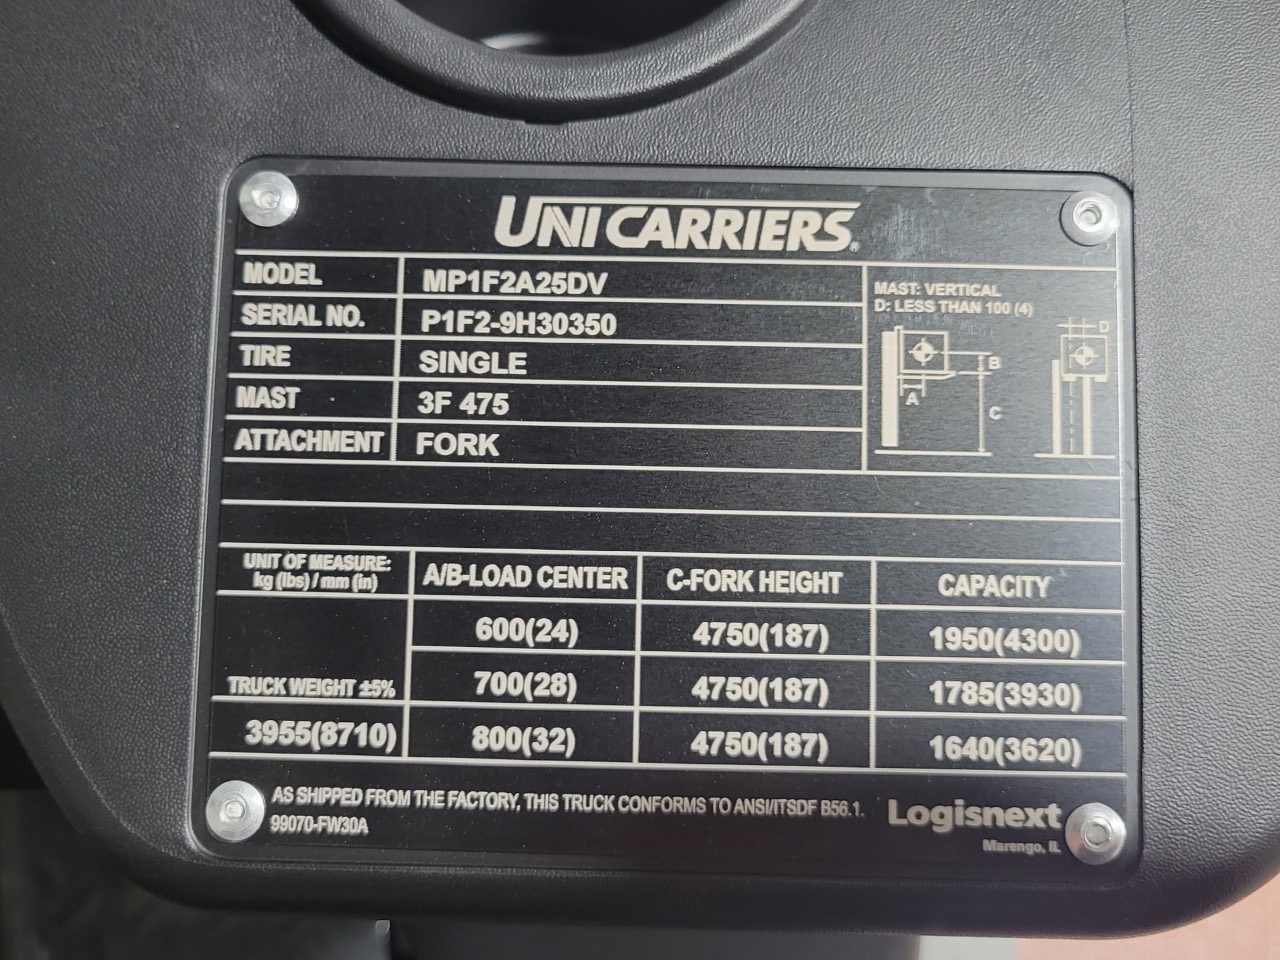 UNICARRIERS®
MODEL MP1F2A25DV
SERIAL NO. P1F2-9H30350
TIRE SINGLE
MAST 3F 475
ATTACHMENT FORK
MAST: VERTICAL
D: LESS THAN 100 (4)
A
B
C
D
UNIT OF MEASURE:
kg (lbs) / mm (in)
A/B-LOAD CENTER C-FORK HEIGHT CAPACITY
600(24) 4750(187) 1950(4300)
TRUCK WEIGHT ±5% 700(28) 4750(187) 1785(3930)
3955(8710) 800(32) 4750(187) 1640(3620)
AS SHIPPED FROM THE FACTORY, THIS TRUCK CONFORMS TO ANSI/ITSDF B56.1.
99070-FW30A
Logisnext
Marengo, IL